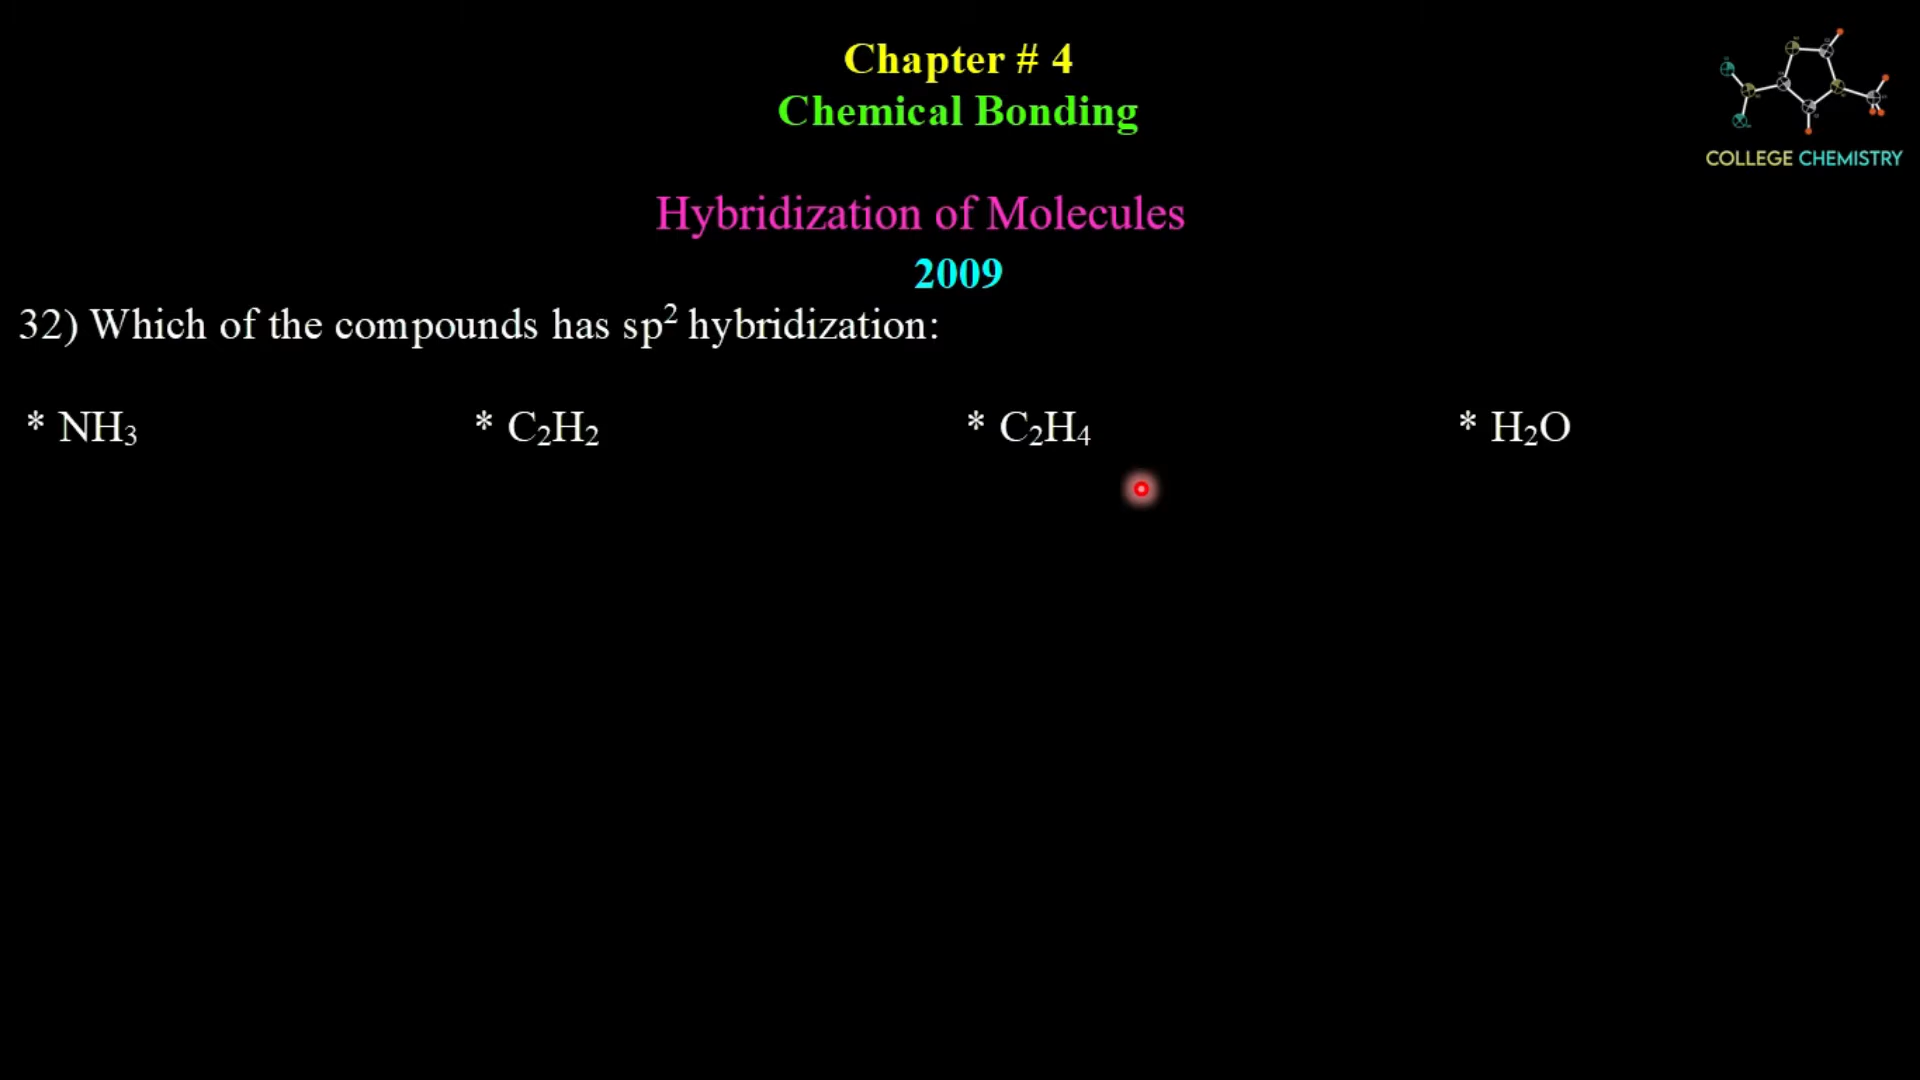 Chapter # 4
Chemical Bonding
COLLEGE CHEMISTRY
Hybridization of Molecules
2009
32) Which of the compounds has sp² hybridization:
* NH₃ * C₂H₂ * C₂H₄ * H₂O